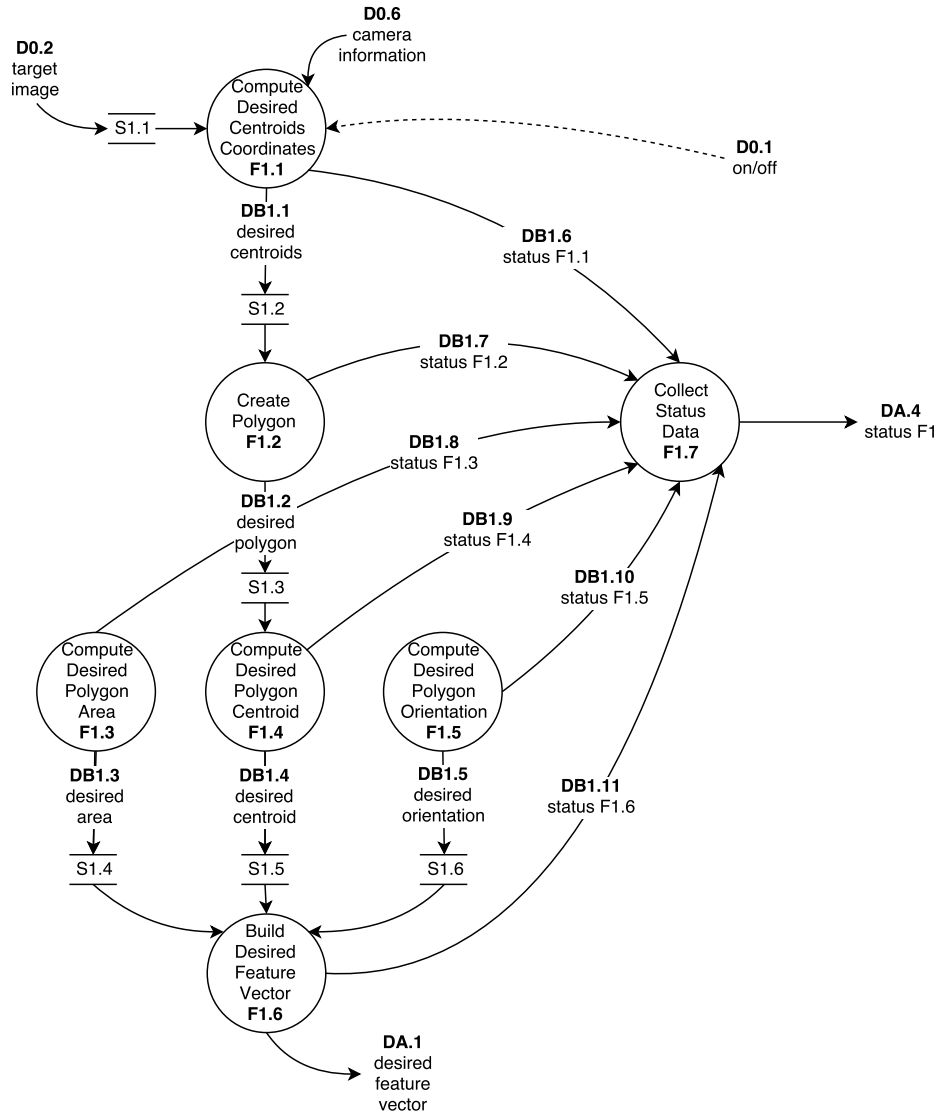 D0.6
camera
information
D0.2
target
image
S1.1
Compute
Desired
Centroids
Coordinates
F1.1
D0.1
on/off
DB1.1
desired
centroids
DB1.6
status F1.1
S1.2
DB1.7
status F1.2
Create
Polygon
F1.2
Collect
Status
Data
F1.7
DA.4
status F1
DB1.8
status F1.3
DB1.2
desired
polygon
DB1.9
status F1.4
S1.3
DB1.10
status F1.5
Compute
Desired
Polygon
Area
F1.3
Compute
Desired
Polygon
Centroid
F1.4
Compute
Desired
Polygon
Orientation
F1.5
DB1.3
desired
area
DB1.4
desired
centroid
DB1.5
desired
orientation
DB1.11
status F1.6
S1.4
S1.5
S1.6
Build
Desired
Feature
Vector
F1.6
DA.1
desired
feature
vector